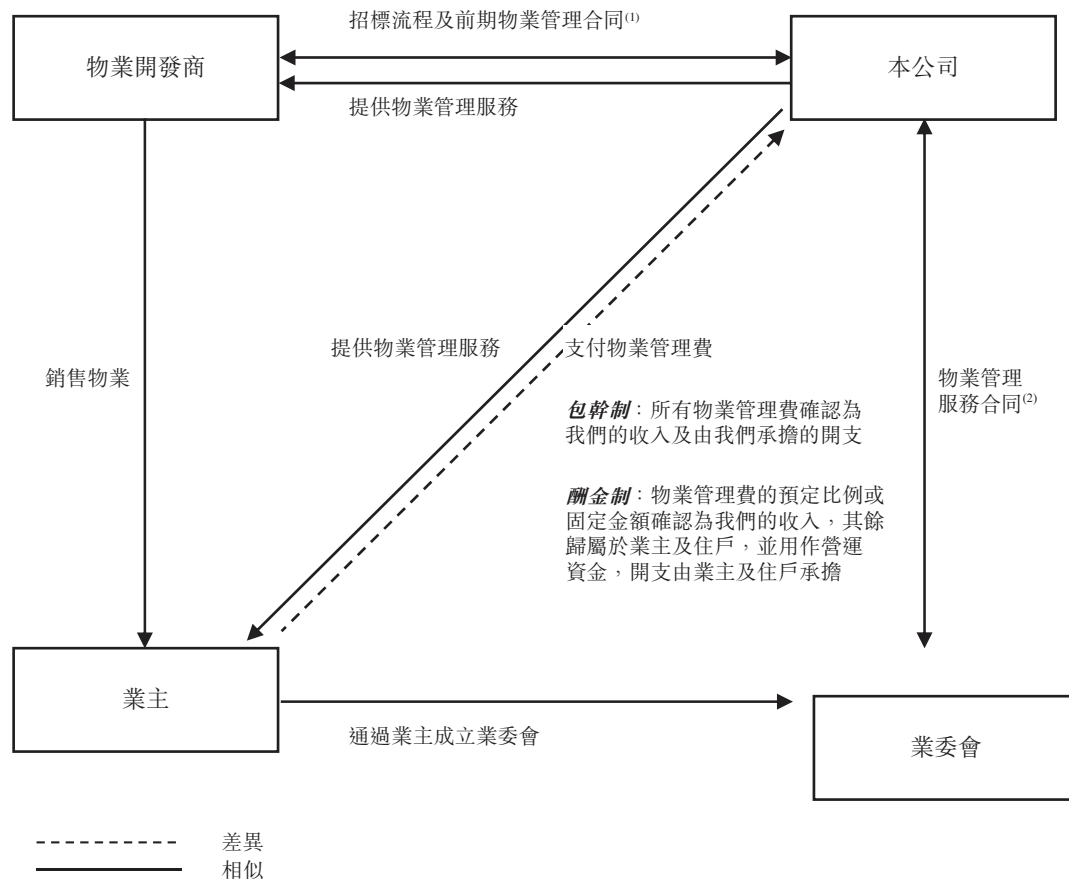 招標流程及前期物業管理合同(1)
物業開發商
本公司
提供物業管理服務
提供物業管理服務
支付物業管理費
銷售物業
物業管理
服務合同(2)
包幹制：所有物業管理費確認為
我們的收入及由我們承擔的開支
酬金制：物業管理費的預定比例或
固定金額確認為我們的收入，其餘
歸屬於業主及住戶，並用作營運
資金，開支由業主及住戶承擔
業主
通過業主成立業委會
業委會
差異
相似